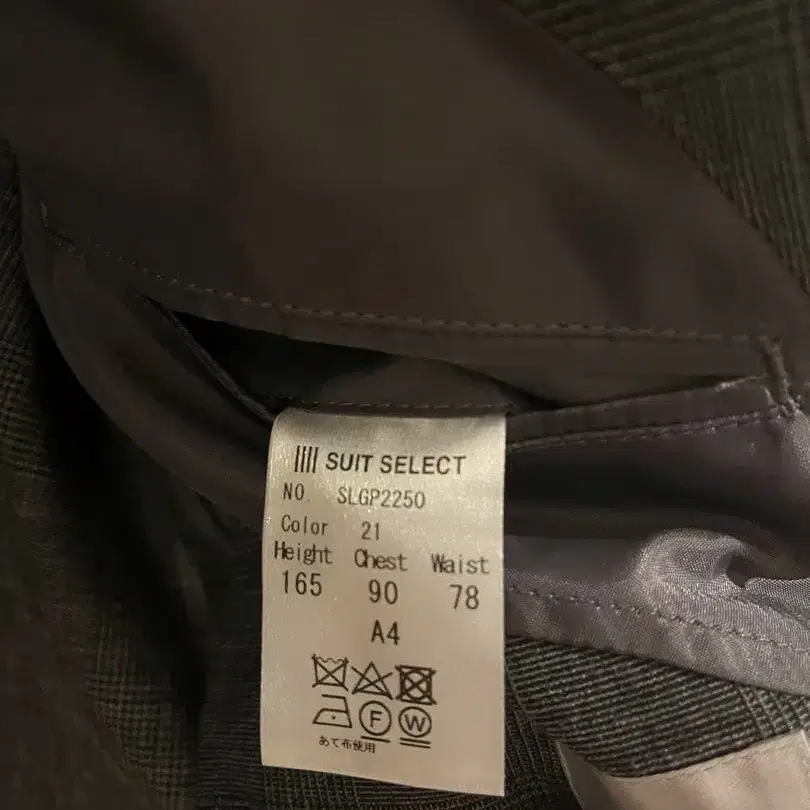 SUIT SELECT
NO. SLGP2250
Color 21
Height Chest Waist
165 90 78
A4
F W
あて布使用